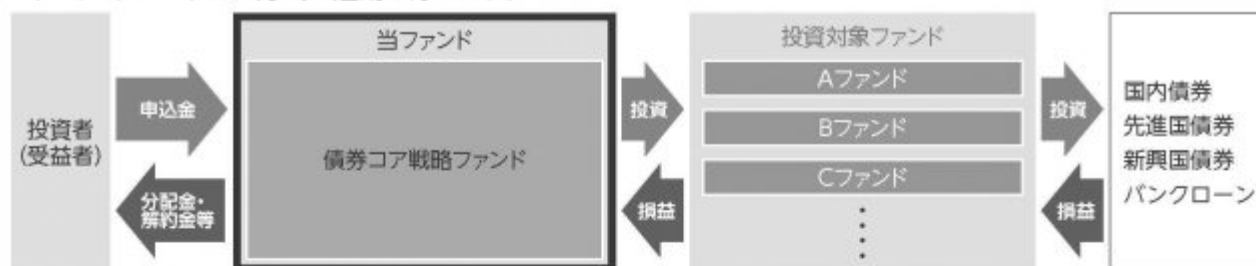 投資者
(受益者)
申込金
分配金・
解約金等
当ファンド
債券コア戦略ファンド
投資
損益
投資対象ファンド
Aファンド
Bファンド
Cファンド
投資
損益
国内債券
先進国債券
新興国債券
バンクローン